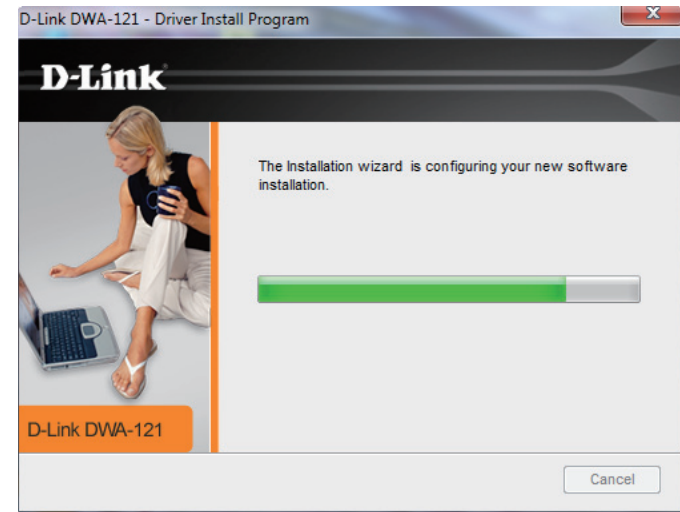 D-Link DWA-121 - Driver Install Program
D-Link
The Installation wizard is configuring your new software
installation.
D-Link DWA-121
Cancel